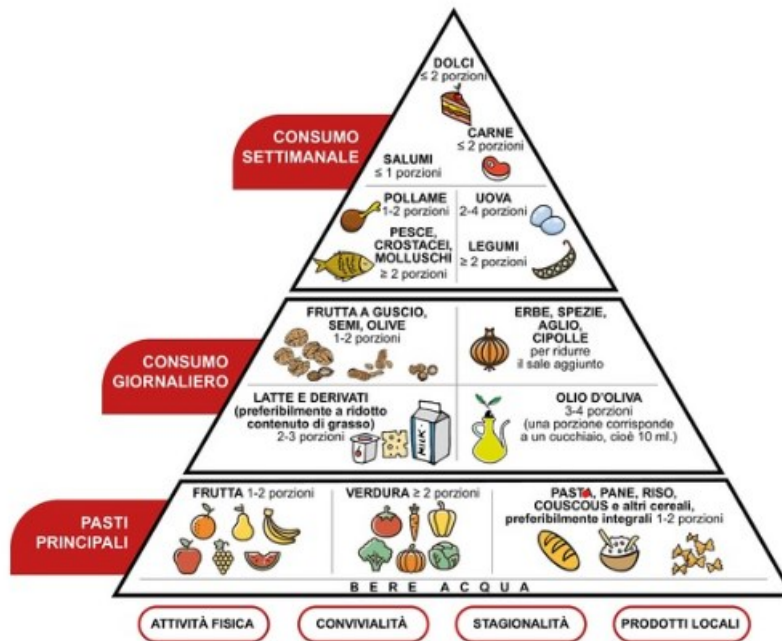 DOLCI
≤ 2 porzioni
CONSUMO
SETTIMANALE
CARNE
≤ 2 porzioni
SALUMI
≤ 1 porzioni
POLLAME
1-2 porzioni
UOVA
2-4 porzioni
PESCE,
CROSTACEI,
MOLLUSCHI
≥ 2 porzioni
LEGUMI
≥ 2 porzioni
CONSUMO
GIORNALIERO
FRUTTA A GUSCIO,
SEMI, OLIVE
1-2 porzioni
ERBE, SPEZIE,
AGLIO,
CIPOLLE
per ridurre
il sale aggiunto
LATTE E DERIVATI
(preferibilmente a ridotto
contenuto di grasso)
2-3 porzioni
MILK
OLIO D'OLIVA
3-4 porzioni
(una porzione corrisponde
a un cucchiaio, cioè 10 ml.)
PASTI
PRINCIPALI
FRUTTA 1-2 porzioni
VERDURA ≥ 2 porzioni
PASTA, PANE, RISO,
COUSCOUS e altri cereali,
preferibilmente integrali 1-2 porzioni
BERE ACQUA
ATTIVITÀ FISICA
CONVIVIALITÀ
STAGIONALITÀ
PRODOTTI LOCALI